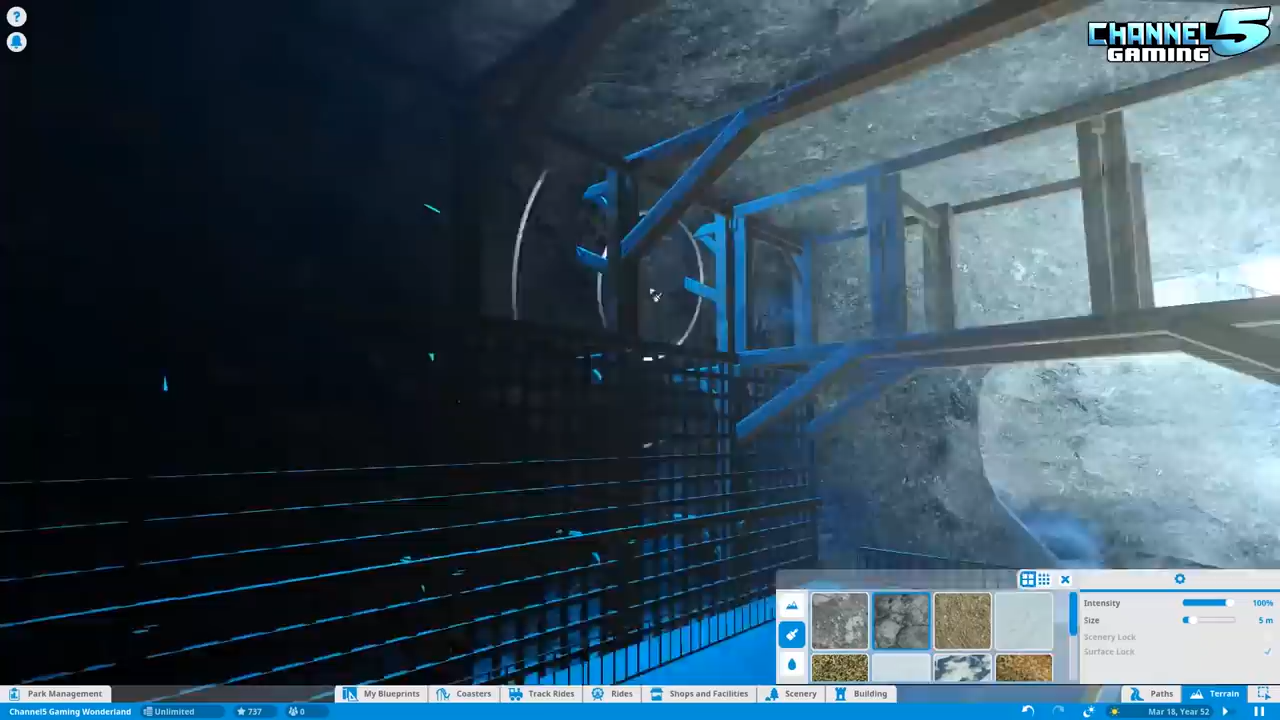 CHANNEL 5
GAMING
Intensity 100%
Size 5 m
Scenery Lock
Surface Lock
Park Management
My Blueprints
Coasters
Track Rides
Rides
Shops and Facilities
Scenery
Building
Paths
Terrain
Channel5 Gaming Wonderland
Unlimited
737
0
Mar 18, Year 52